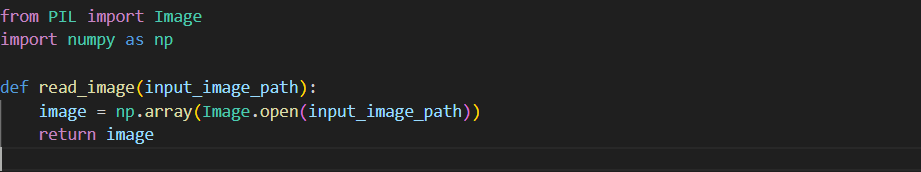 from PIL import Image
import numpy as np
def read_image(input_image_path):
    image = np.array(Image.open(input_image_path))
    return image